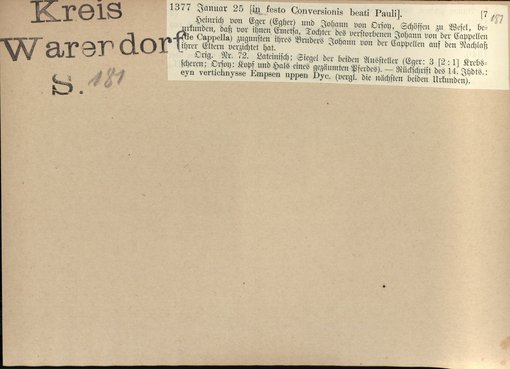 Kreis
Warendorf
S. 181
1377 Januar 25 [in festo Conversionis beati Pauli]. [7
187
Heinrich von Eger (Egher) und Johann von Orsoy, Schöffen zu Wesel, be-
urkunden, daß vor ihnen Emesa, Tochter des verstorbenen Johann von der Cappellen
(de Cappella) zugunsten ihres Bruders Johann von der Cappellen auf den Nachlaß
ihrer Eltern verzichtet hat.
Orig. Nr. 72. Lateinisch; Siegel der beiden Aussteller (Eger: 3 [2 : 1] Krebs-
scheren; Orsoy: Kopf und Hals eines gezäumten Pferdes). — Rückschrift des 14. Jhdts.:
eyn vertichnysse Empsen uppen Dyc. (vergl. die nächsten beiden Urkunden).